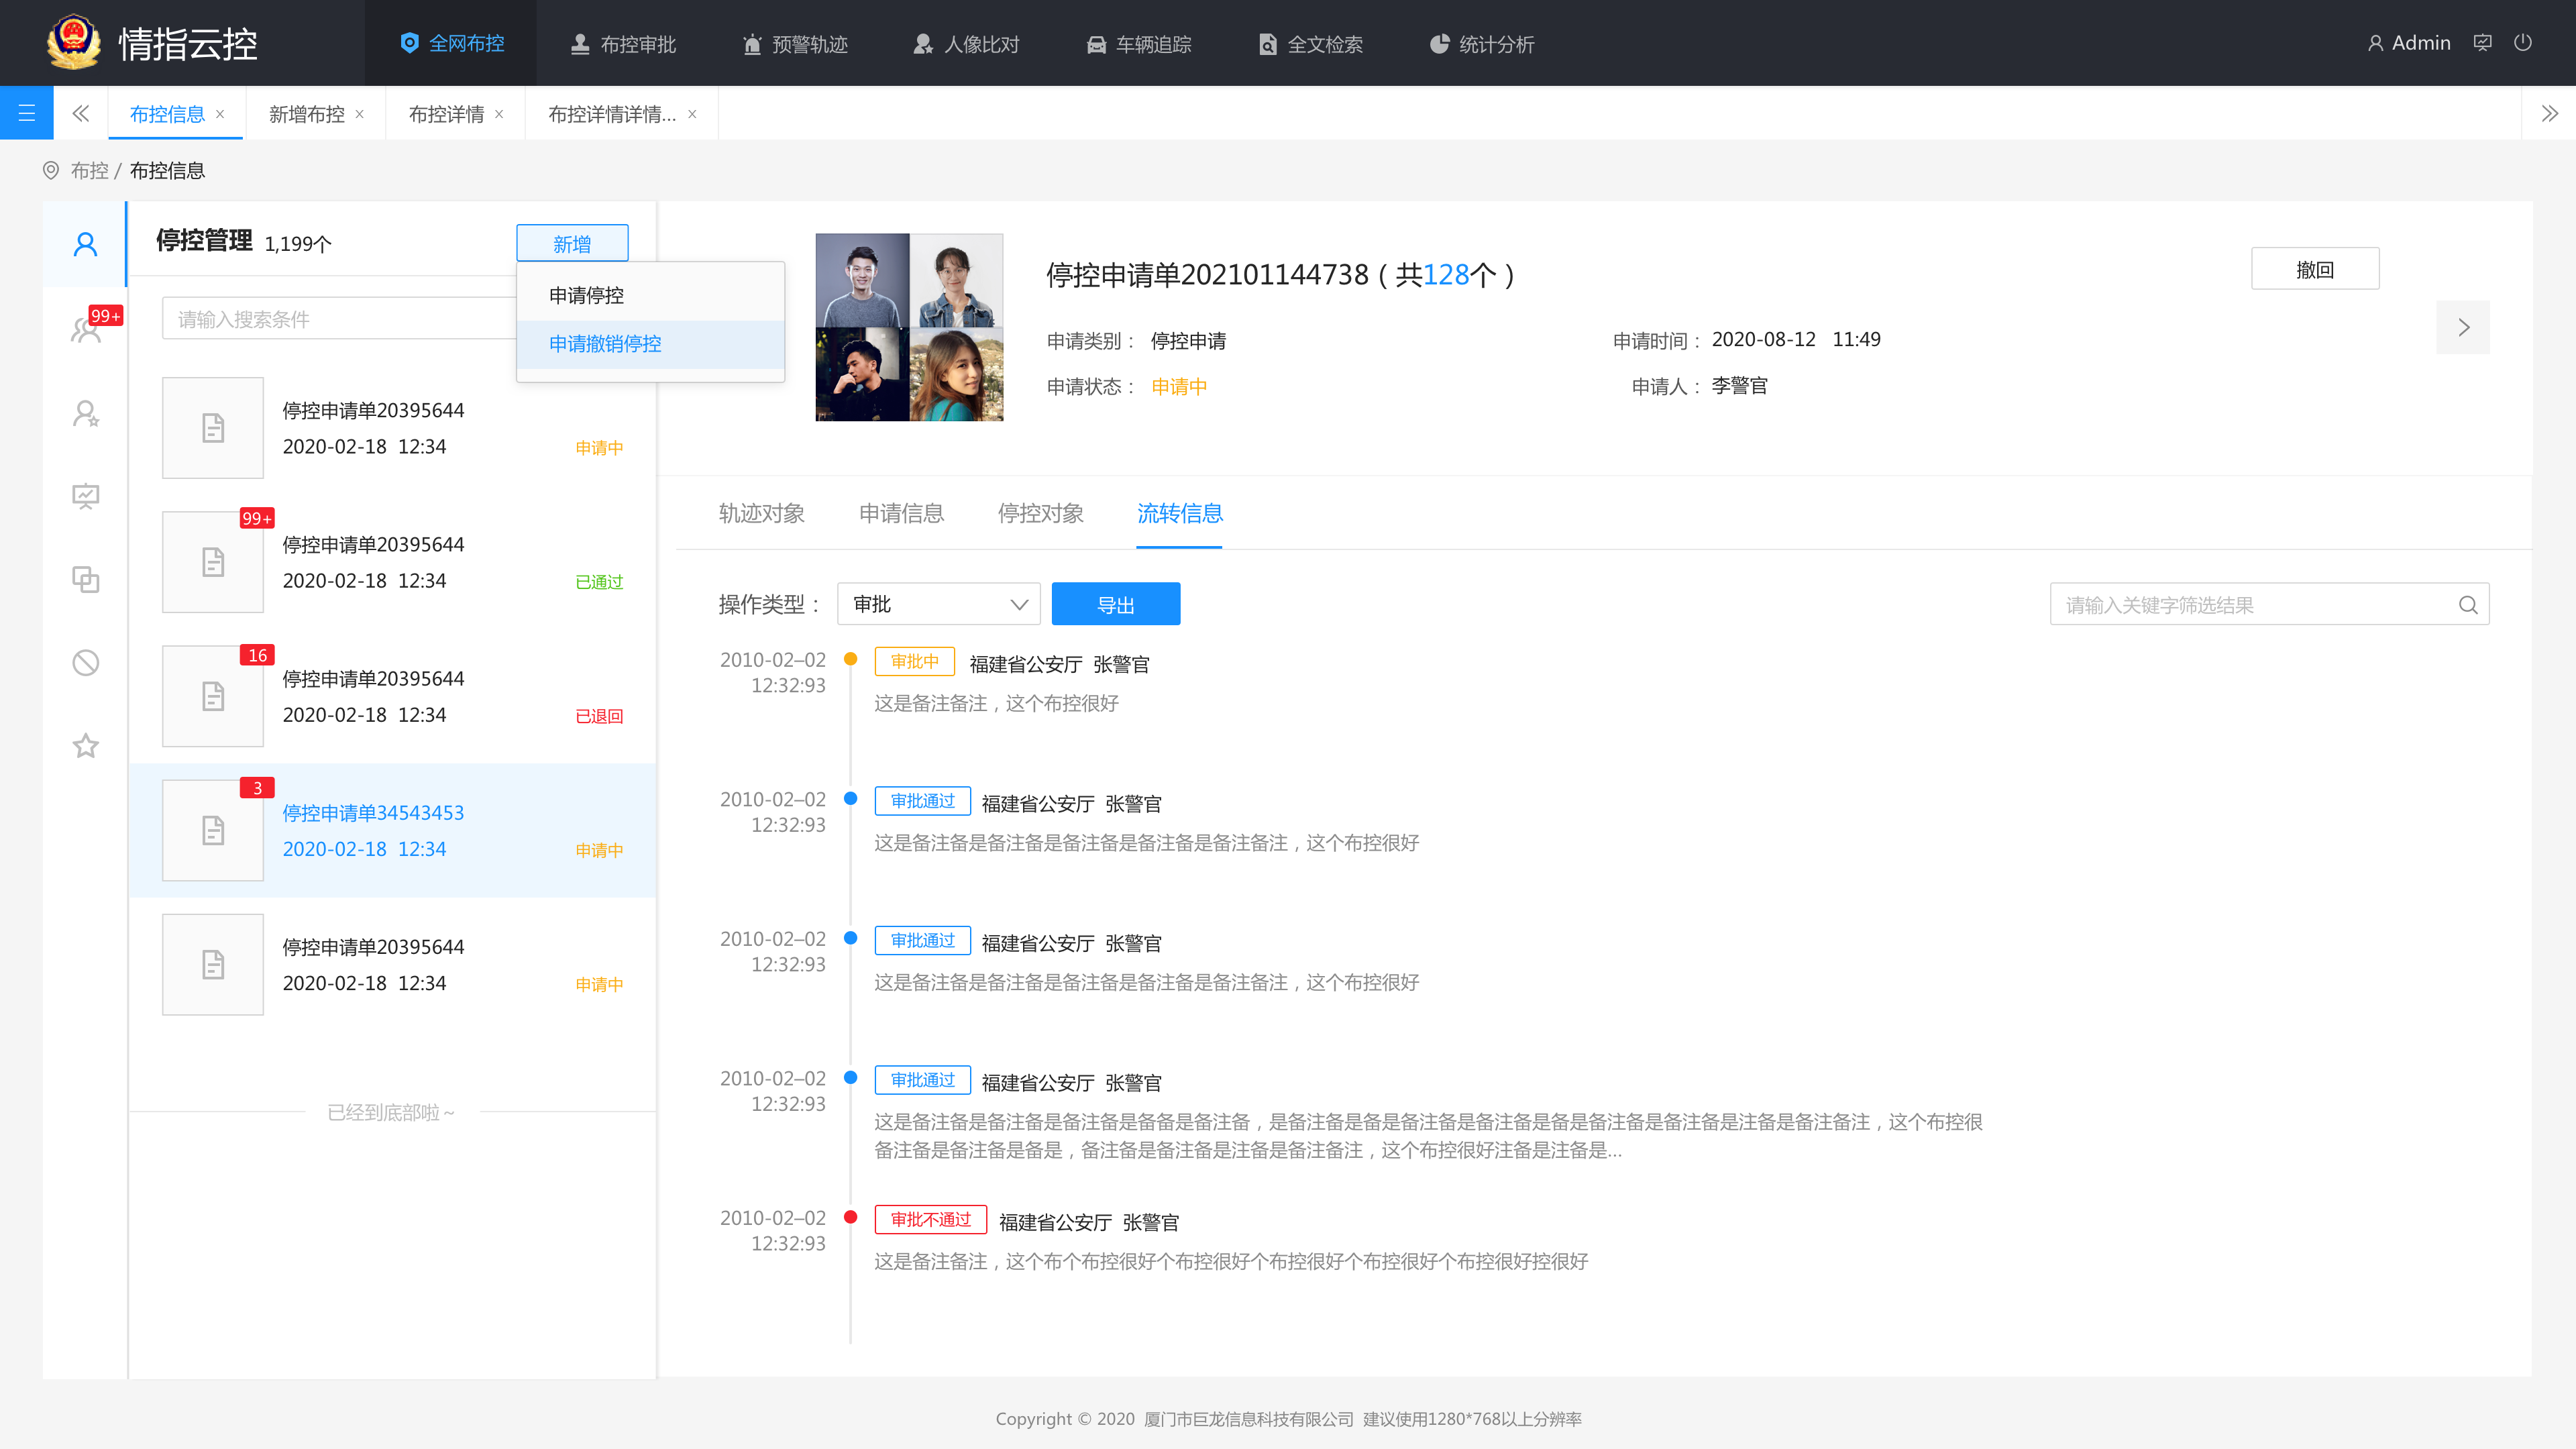 情指云控
全网布控
布控审批
预警轨迹
人像比对
车辆追踪
全文检索
统计分析
Admin
布控信息 ×
新增布控 ×
布控详情 ×
布控详情详情... ×
布控 / 布控信息
停控管理 1,199个
新增
申请停控
申请撤销停控
请输入搜索条件
99+
停控申请单20395644
2020-02-18 12:34
申请中
99+
停控申请单20395644
2020-02-18 12:34
已通过
16
停控申请单20395644
2020-02-18 12:34
已退回
3
停控申请单34543453
2020-02-18 12:34
申请中
停控申请单20395644
2020-02-18 12:34
申请中
已经到底部啦～
停控申请单202101144738（共128个）
撤回
申请类别： 停控申请
申请时间： 2020-08-12 11:49
申请状态： 申请中
申请人： 李警官
轨迹对象
申请信息
停控对象
流转信息
操作类型： 审批
导出
请输入关键字筛选结果
2010-02–02
12:32:93
审批中 福建省公安厅 张警官
这是备注备注，这个布控很好
2010-02–02
12:32:93
审批通过 福建省公安厅 张警官
这是备注备是备注备是备注备是备注备是备注备注，这个布控很好
2010-02–02
12:32:93
审批通过 福建省公安厅 张警官
这是备注备是备注备是备注备是备注备是备注备注，这个布控很好
2010-02–02
12:32:93
审批通过 福建省公安厅 张警官
这是备注备是备注备是备注备是备备是备注备，是备注备是备是备注备是备注备是备是备注备是备注备是注备是备注备注，这个布控很
备注备是备注备是备是，备注备是备注备是注备是备注备注，这个布控很好注备是注备是...
2010-02–02
12:32:93
审批不通过 福建省公安厅 张警官
这是备注备注，这个布个布控很好个布控很好个布控很好个布控很好个布控很好控很好
Copyright © 2020 厦门市巨龙信息科技有限公司 建议使用1280*768以上分辨率